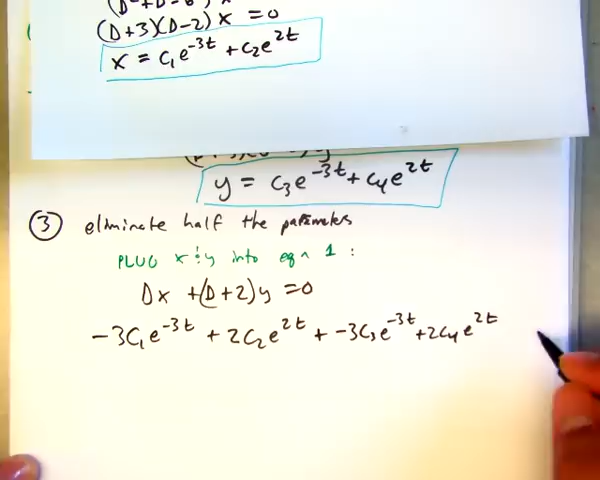 (D+3)(D-2)x = 0
x = c₁e^-3t + c₂e^2t
y = c₃e^-3t + c₄e^2t
③ eliminate half the parameters
PLUG x & y into eqn 1 :
Dx + (D+2)y = 0
-3c₁e^-3t + 2c₂e^2t + -3c₃e^-3t + 2c₄e^2t